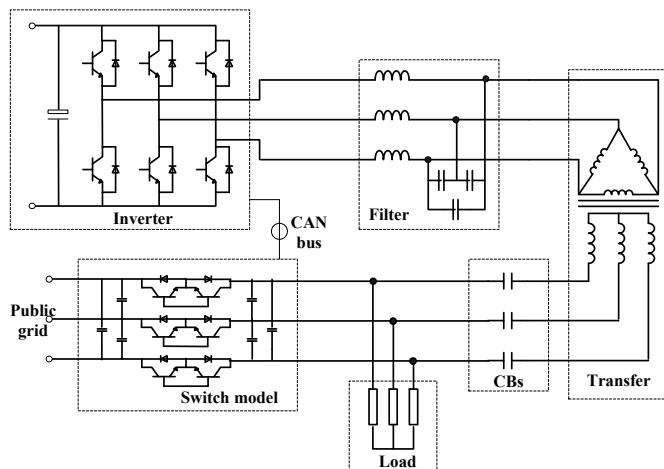 Inverter
Filter
CAN
bus
Public
grid
Switch model
CBs
Transfer
Load